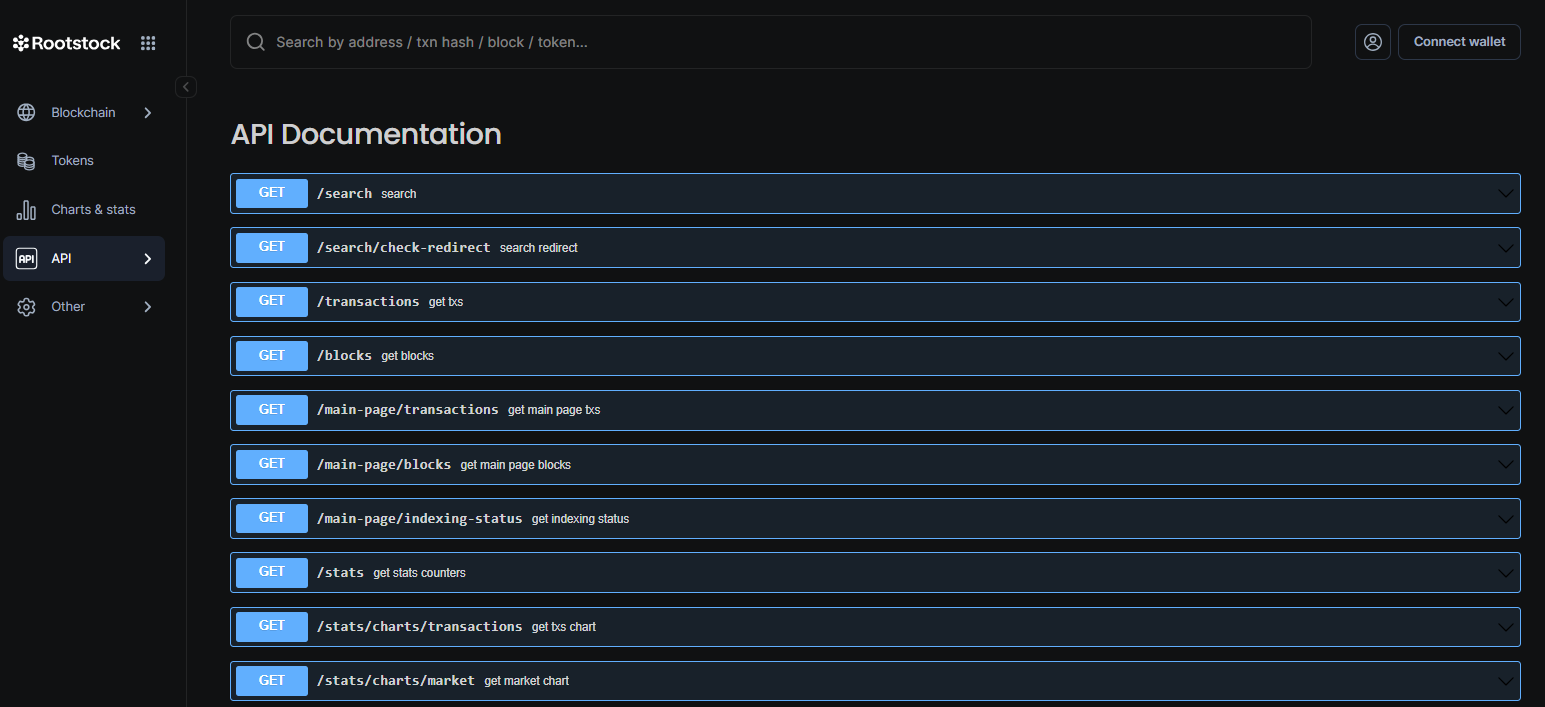 Rootstock
Search by address / txn hash / block / token...
Connect wallet
Blockchain
Tokens
Charts & stats
API API
Other
API Documentation
GET /search search
GET /search/check-redirect search redirect
GET /transactions get txs
GET /blocks get blocks
GET /main-page/transactions get main page txs
GET /main-page/blocks get main page blocks
GET /main-page/indexing-status get indexing status
GET /stats get stats counters
GET /stats/charts/transactions get txs chart
GET /stats/charts/market get market chart